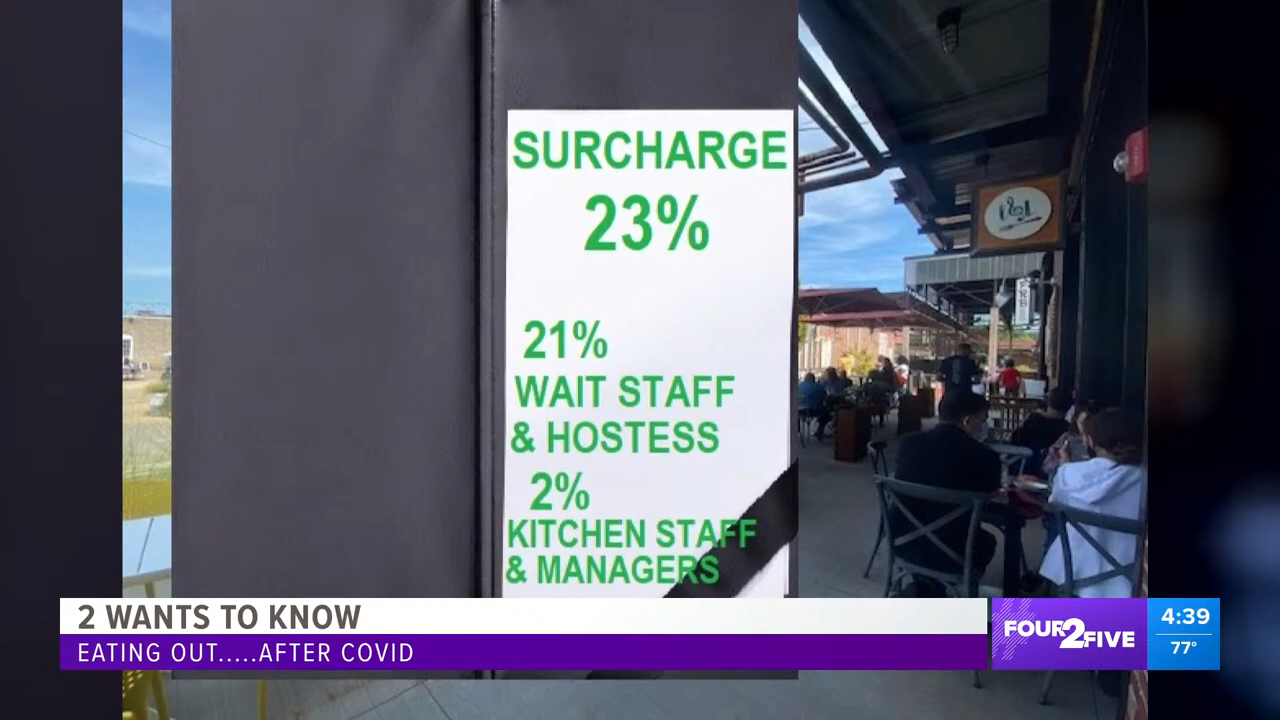 SURCHARGE
23%
21%
WAIT STAFF
& HOSTESS
2%
KITCHEN STAFF
& MANAGERS
2 WANTS TO KNOW
EATING OUT.....AFTER COVID
FOUR2FIVE
4:39
77°